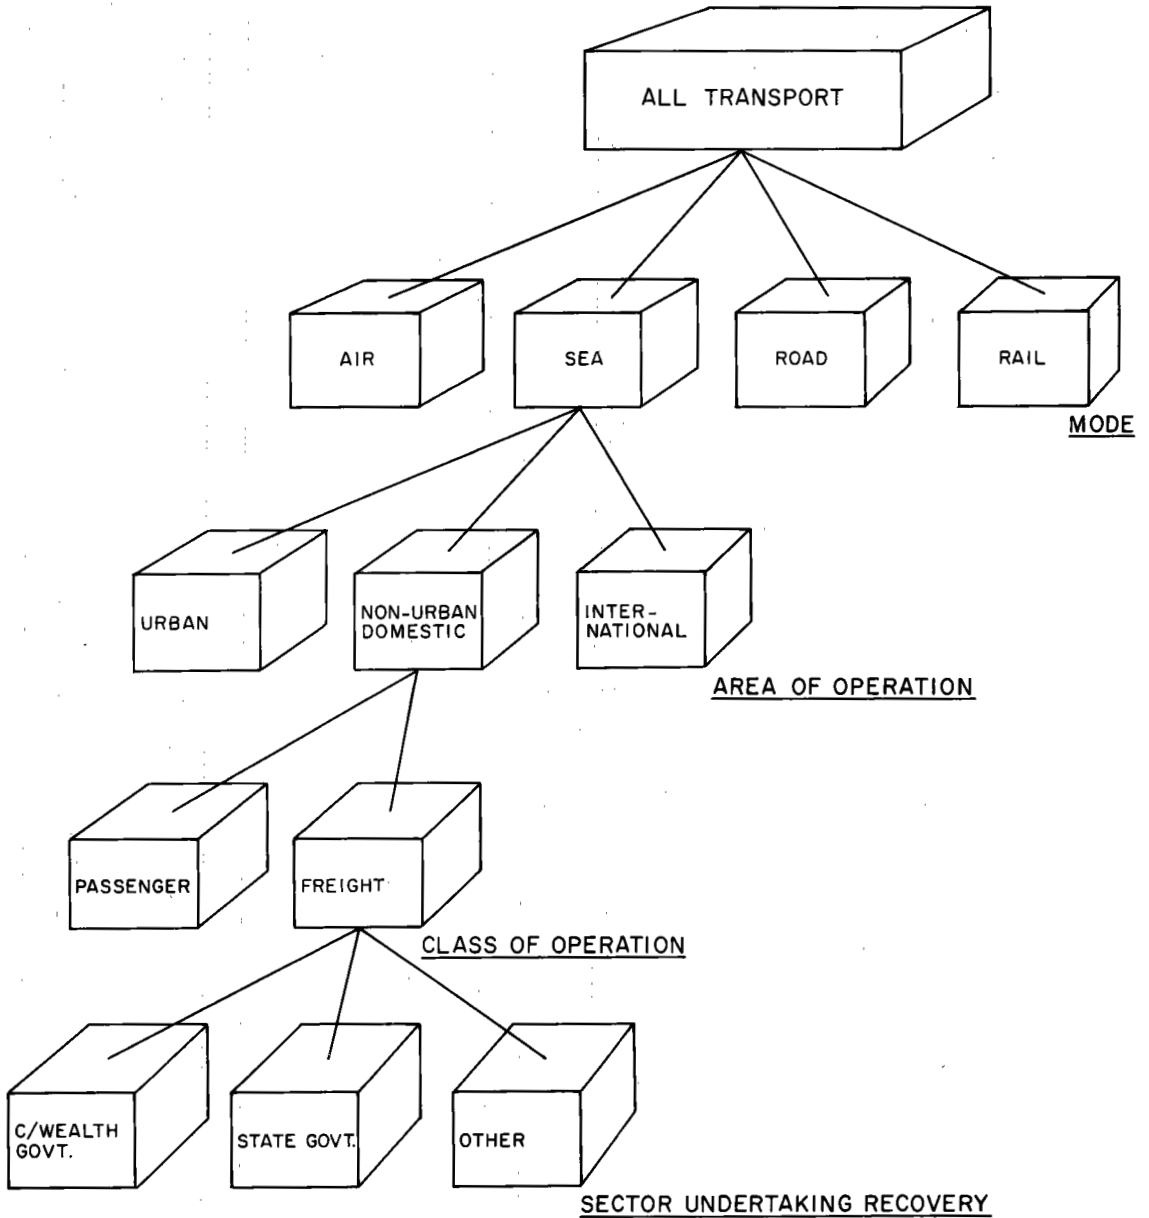 ALL TRANSPORT
AIR
SEA
ROAD
RAIL
MODE
URBAN
NON-URBAN
DOMESTIC
INTER-
NATIONAL
AREA OF OPERATION
PASSENGER
FREIGHT
CLASS OF OPERATION
C/WEALTH
GOVT.
STATE GOVT.
OTHER
SECTOR UNDERTAKING RECOVERY